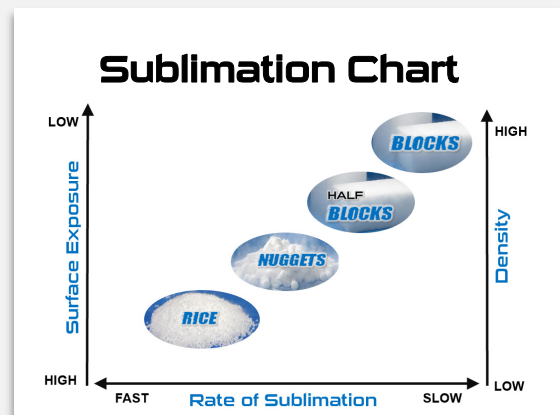 Sublimation Chart
LOW
HIGH
BLOCKS
HALF
BLOCKS
NUGGETS
RICE
Surface Exposure
Density
HIGH
LOW
FAST
Rate of Sublimation
SLOW